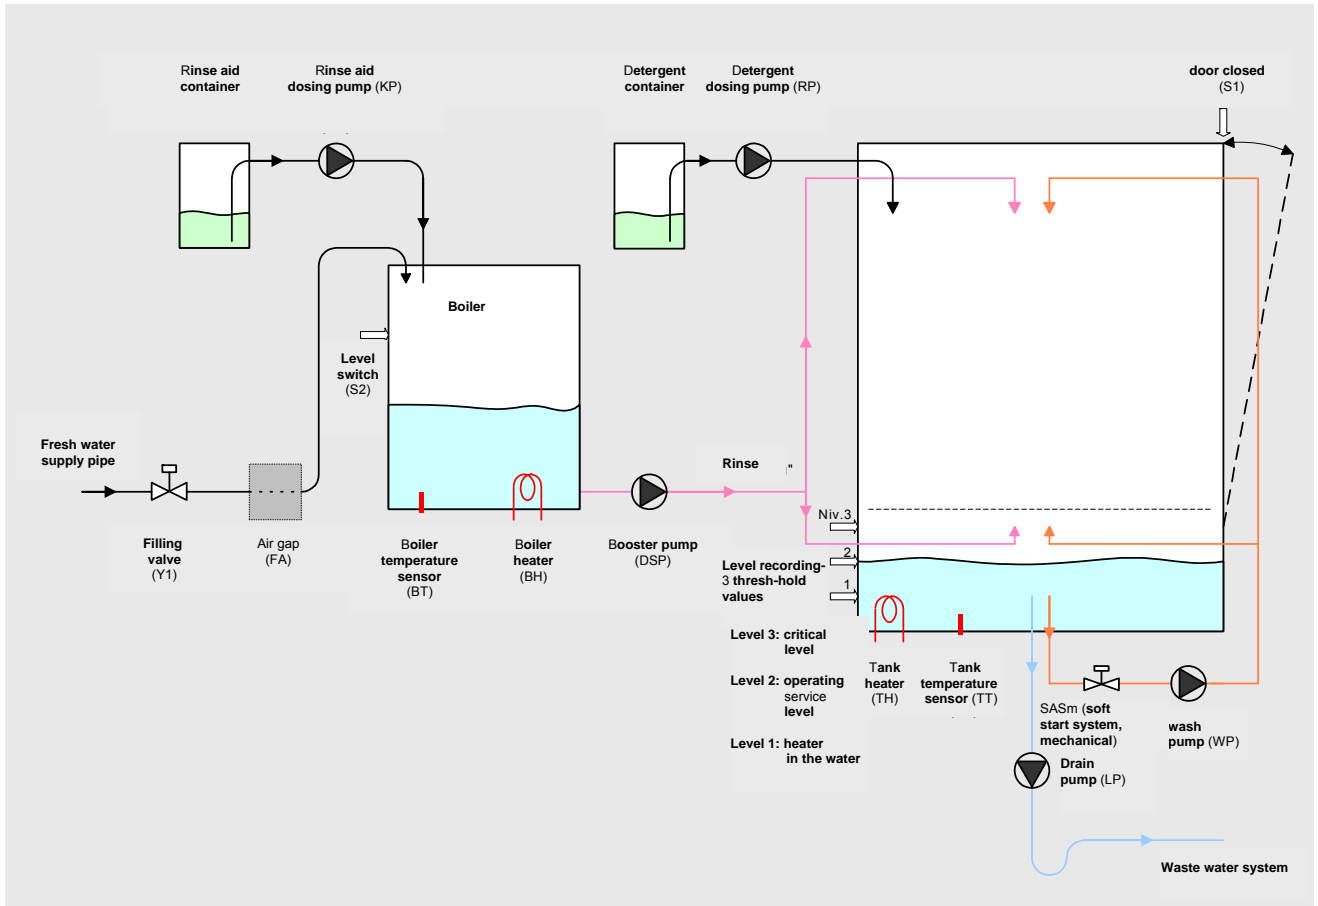 Rinse aid
container
Rinse aid
dosing pump (KP)
Detergent
container
Detergent
dosing pump (RP)
door closed
(S1)
Boiler
Level
switch
(S2)
Fresh water
supply pipe
Rinse
"
Niv.3
2
1
Filling
valve
(Y1)
Air gap
(FA)
Boiler
temperature
sensor
(BT)
Boiler
heater
(BH)
Booster pump
(DSP)
Level recording-
3 thresh-hold
values
Level 3: critical
level
Level 2: operating
service
level
Level 1: heater
in the water
Tank
heater
(TH)
Tank
temperature
sensor (TT)
SASm (soft
start system,
mechanical)
wash
pump (WP)
Drain
pump (LP)
Waste water system